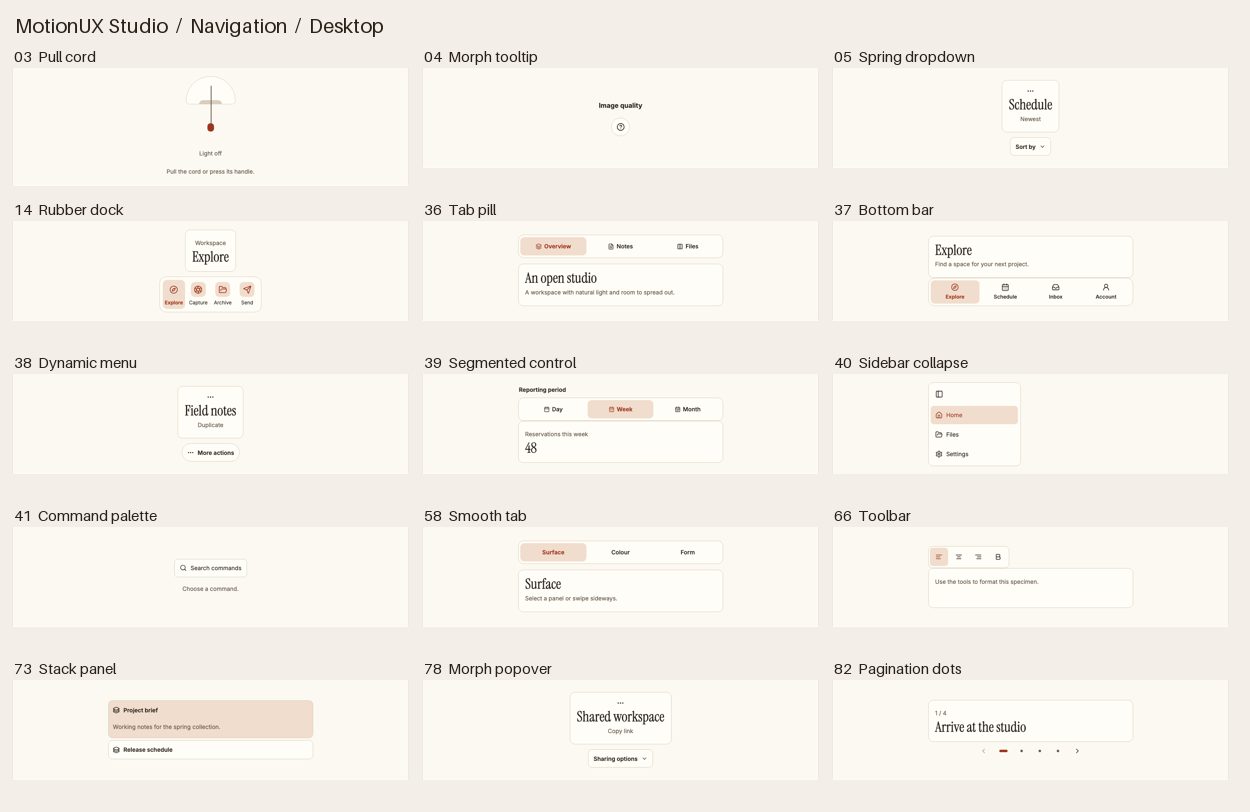 MotionUX Studio / Navigation / Desktop
03 Pull cord
Light off
Pull the cord or press its handle.
04 Morph tooltip
Image quality
05 Spring dropdown
Schedule
Newest
Sort by
14 Rubber dock
Workspace
Explore
Explore Capture Archive Send
36 Tab pill
Overview Notes Files
An open studio
A workspace with natural light and room to spread out.
37 Bottom bar
Explore
Find a space for your next project.
Explore Schedule Inbox Account
38 Dynamic menu
Field notes
Duplicate
More actions
39 Segmented control
Reporting period
Day Week Month
Reservations this week
48
40 Sidebar collapse
Home
Files
Settings
41 Command palette
Search commands
Choose a command.
58 Smooth tab
Surface Colour Form
Surface
Select a panel or swipe sideways.
66 Toolbar
B
Use the tools to format this specimen.
73 Stack panel
Project brief
Working notes for the spring collection.
Release schedule
78 Morph popover
Shared workspace
Copy link
Sharing options
82 Pagination dots
1 / 4
Arrive at the studio